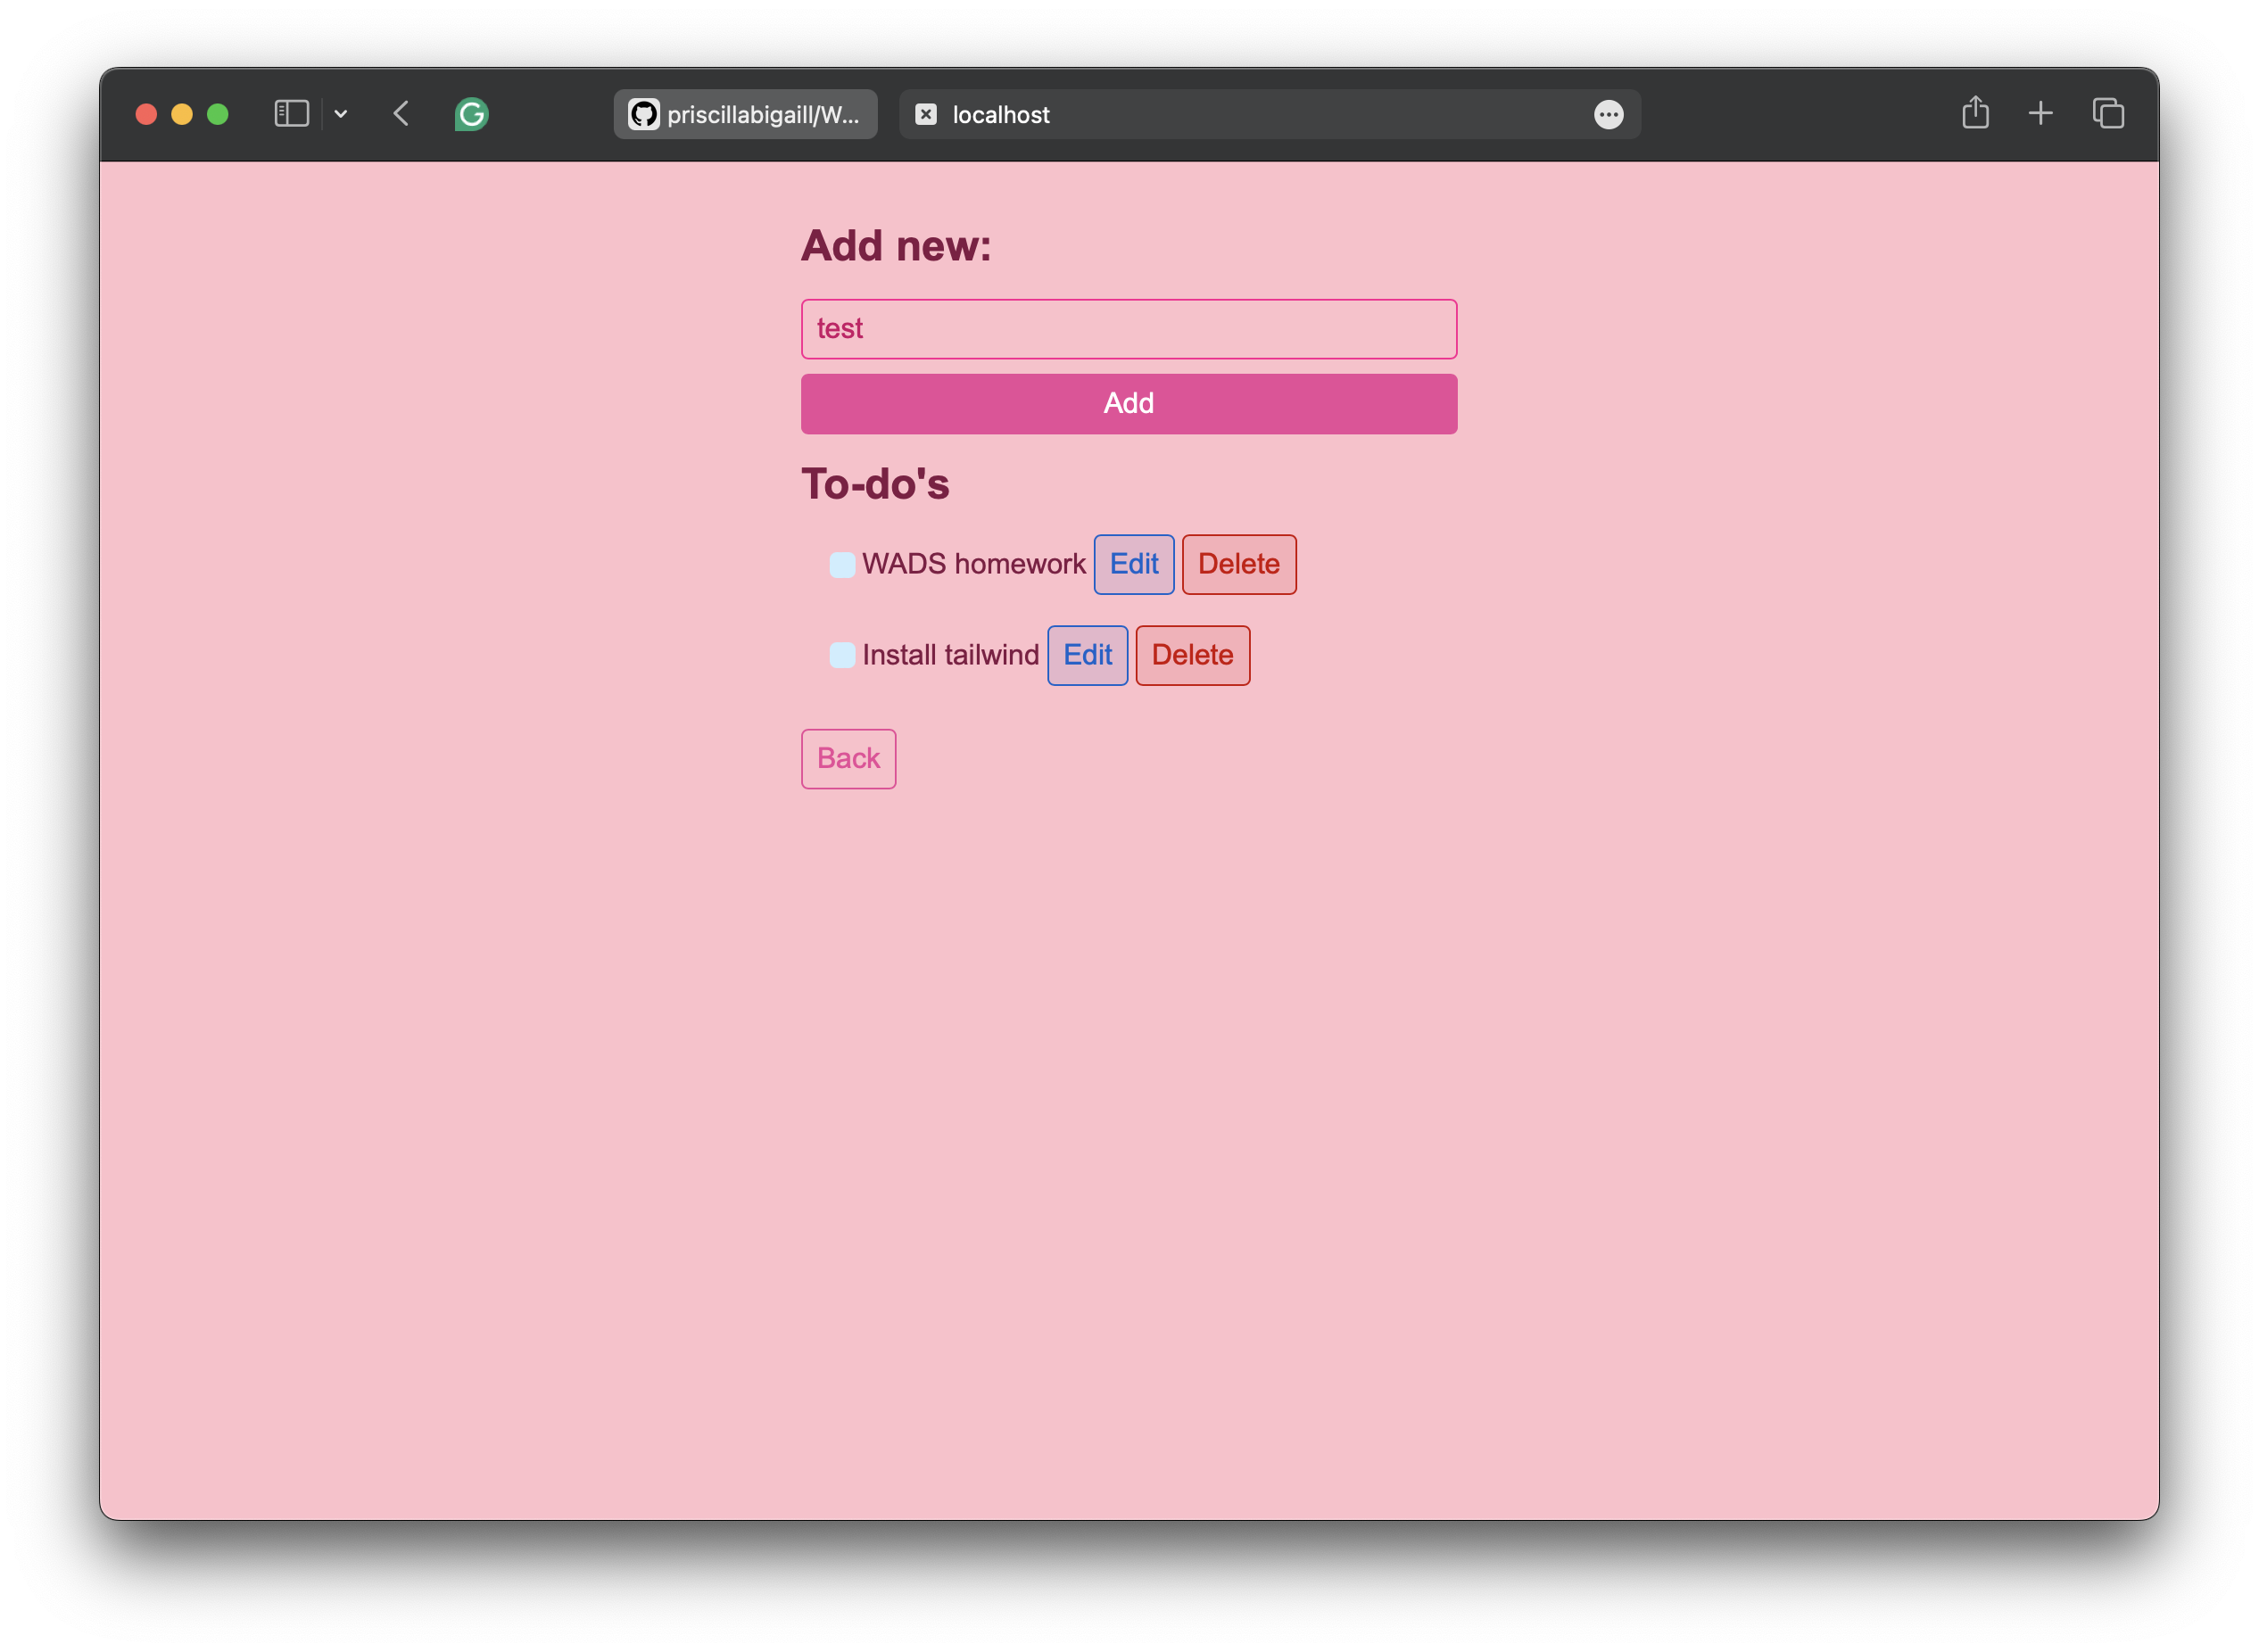 priscillabigaill/W... localhost
Add new:
test
Add
To-do's
WADS homework Edit Delete
Install tailwind Edit Delete
Back